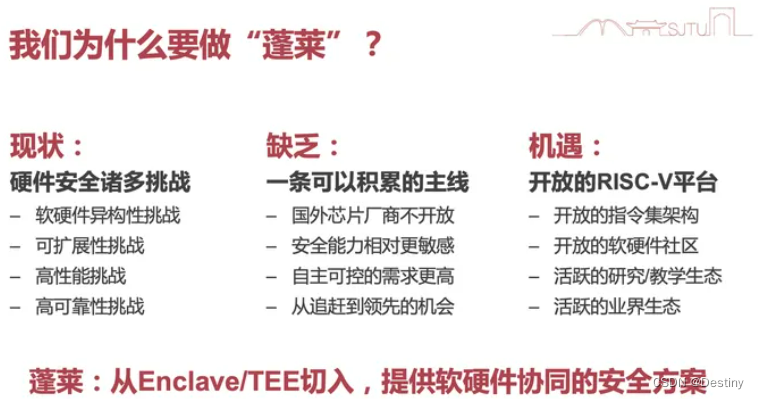 我们为什么要做“蓬莱”？
SJTU
现状：
硬件安全诸多挑战
– 软硬件异构性挑战
– 可扩展性挑战
– 高性能挑战
– 高可靠性挑战
缺乏：
一条可以积累的主线
– 国外芯片厂商不开放
– 安全能力相对更敏感
– 自主可控的需求更高
– 从追赶到领先的机会
机遇：
开放的RISC-V平台
– 开放的指令集架构
– 开放的软硬件社区
– 活跃的研究/教学生态
– 活跃的业界生态
蓬莱：从Enclave/TEE切入，提供软硬件协同的安全方案
CSDN @Destiny